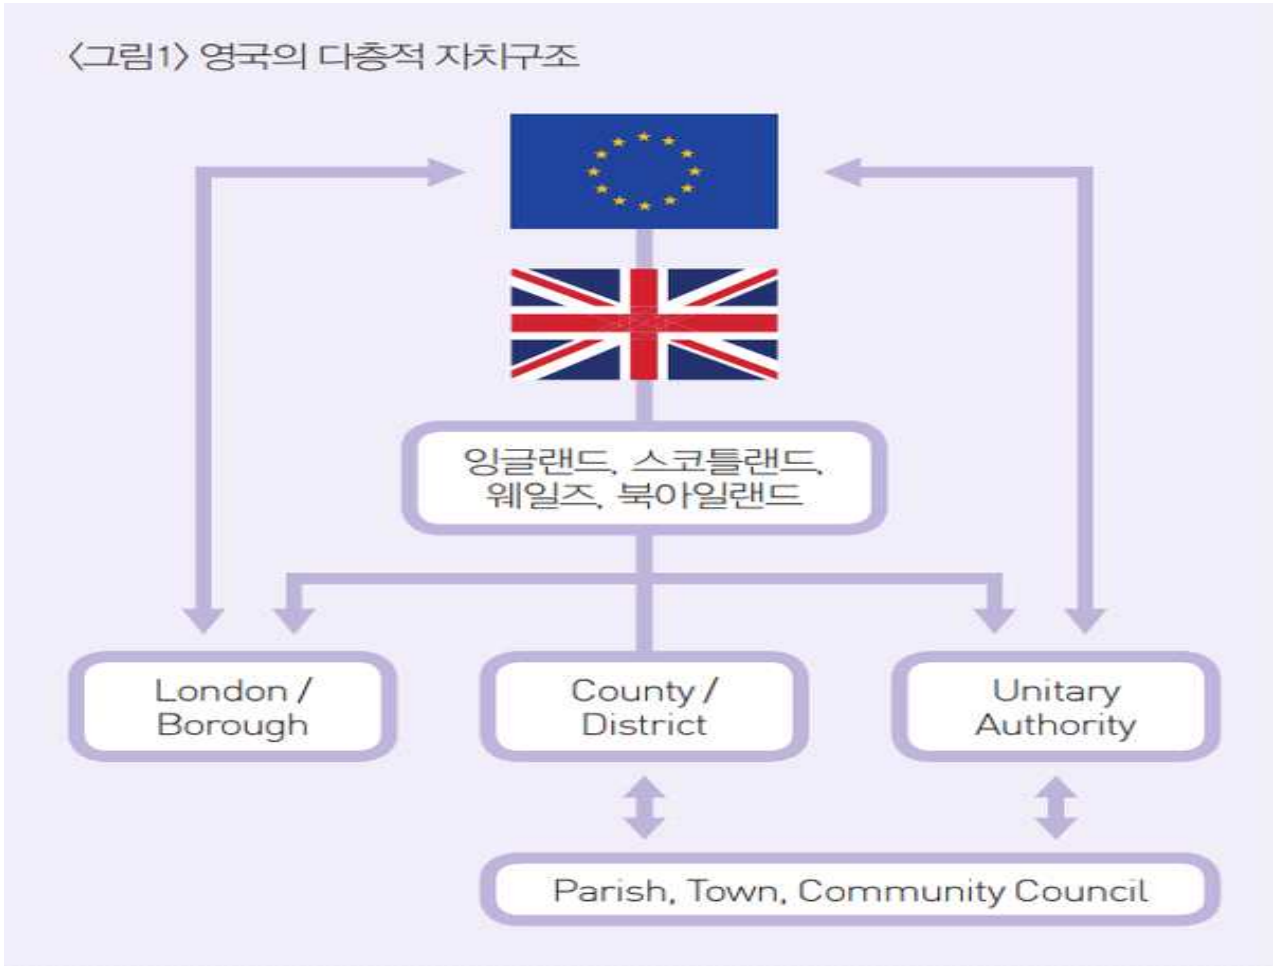 〈그림1〉 영국의 다층적 자치구조
잉글랜드, 스코틀랜드,
웨일즈, 북아일랜드
London /
Borough
County /
District
Unitary
Authority
Parish, Town, Community Council